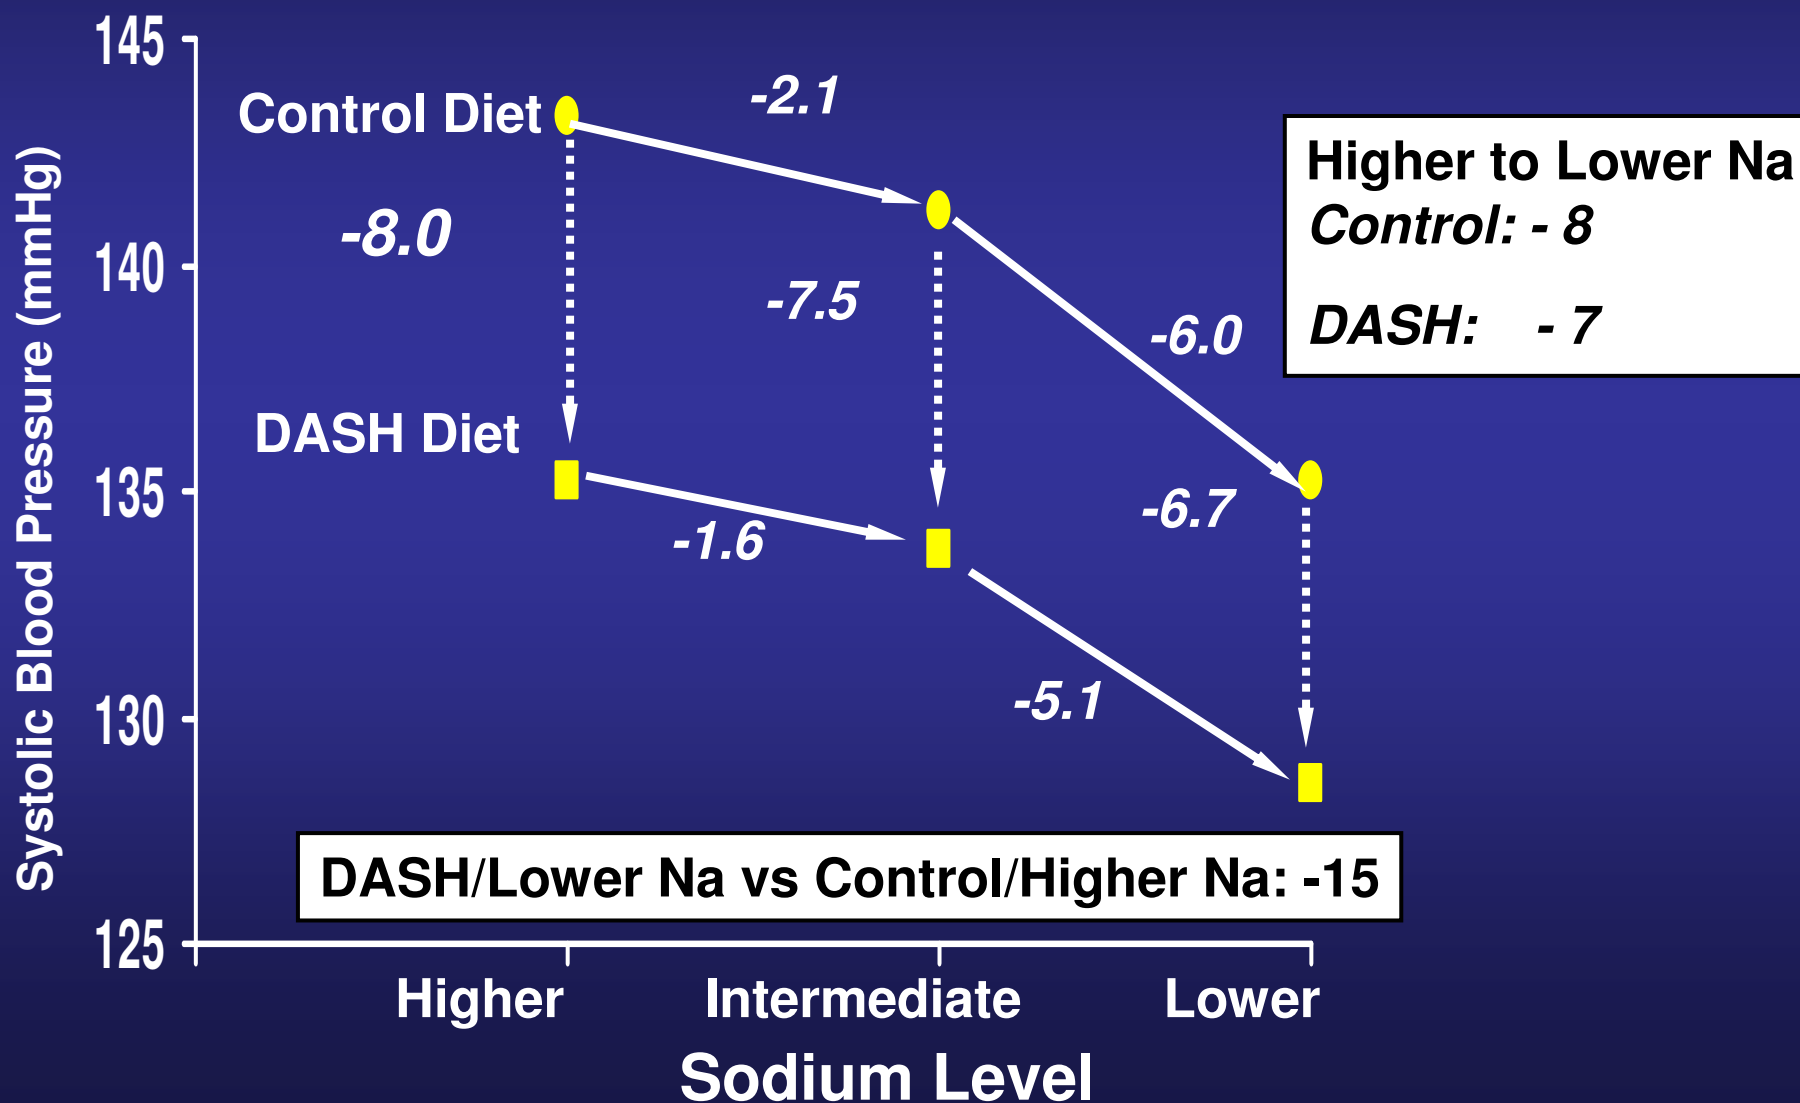 145
Control Diet
-2.1
Higher to Lower Na
Control: - 8
DASH: - 7
-8.0
140
-7.5
-6.0
DASH Diet
135
-6.7
-1.6
-5.1
130
DASH/Lower Na vs Control/Higher Na: -15
125
Higher Intermediate Lower
Sodium Level
Systolic Blood Pressure (mmHg)